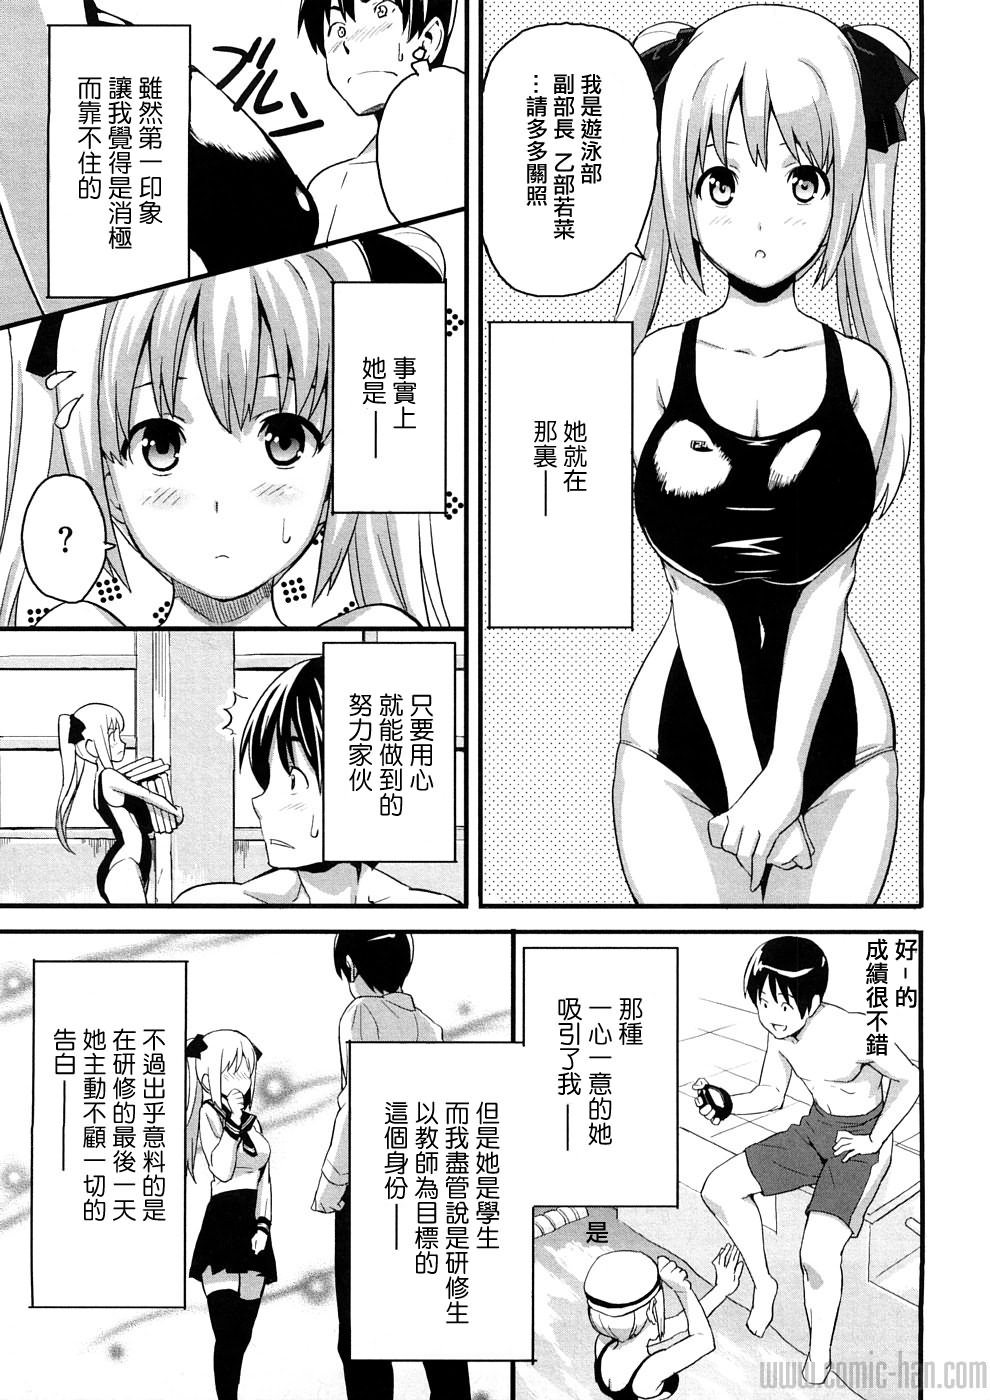 我是遊泳部
副部長 乙部若菜
…請多多關照
她就在
那裏──
雖然第一印象
讓我覺得是消極
而靠不住的
事實上
她是──
?
只要用心
就能做到的
努力家伙
好-的
成績很不錯
那種
一心一意的她
吸引了我──
是
但是她是學生
而我盡管說是研修生
以教師為目標的
這個身份──
不過出乎意料的是
在研修的最後一天
她主動不顧一切的
告白────
www.comic-han.com